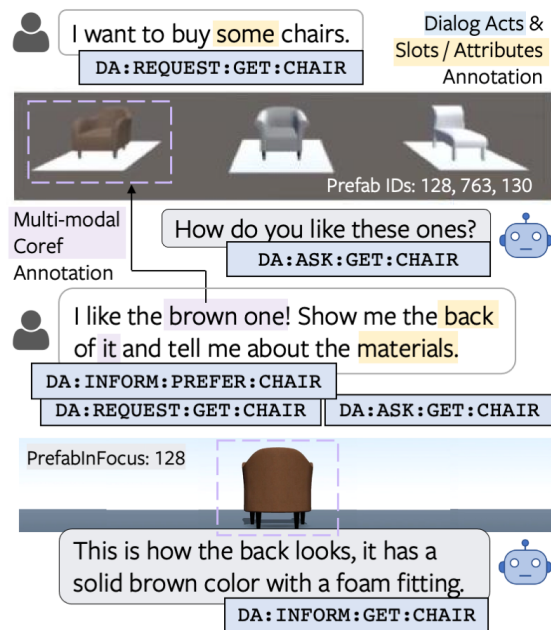 I want to buy some chairs.
DA:REQUEST:GET:CHAIR
Dialog Acts &
Slots / Attributes
Annotation
Prefab IDs: 128, 763, 130
Multi-modal
Coref
Annotation
How do you like these ones?
DA:ASK:GET:CHAIR
I like the brown one! Show me the back
of it and tell me about the materials.
DA:INFORM:PREFER:CHAIR
DA:REQUEST:GET:CHAIR
DA:ASK:GET:CHAIR
PrefabInFocus: 128
This is how the back looks, it has a
solid brown color with a foam fitting.
DA:INFORM:GET:CHAIR